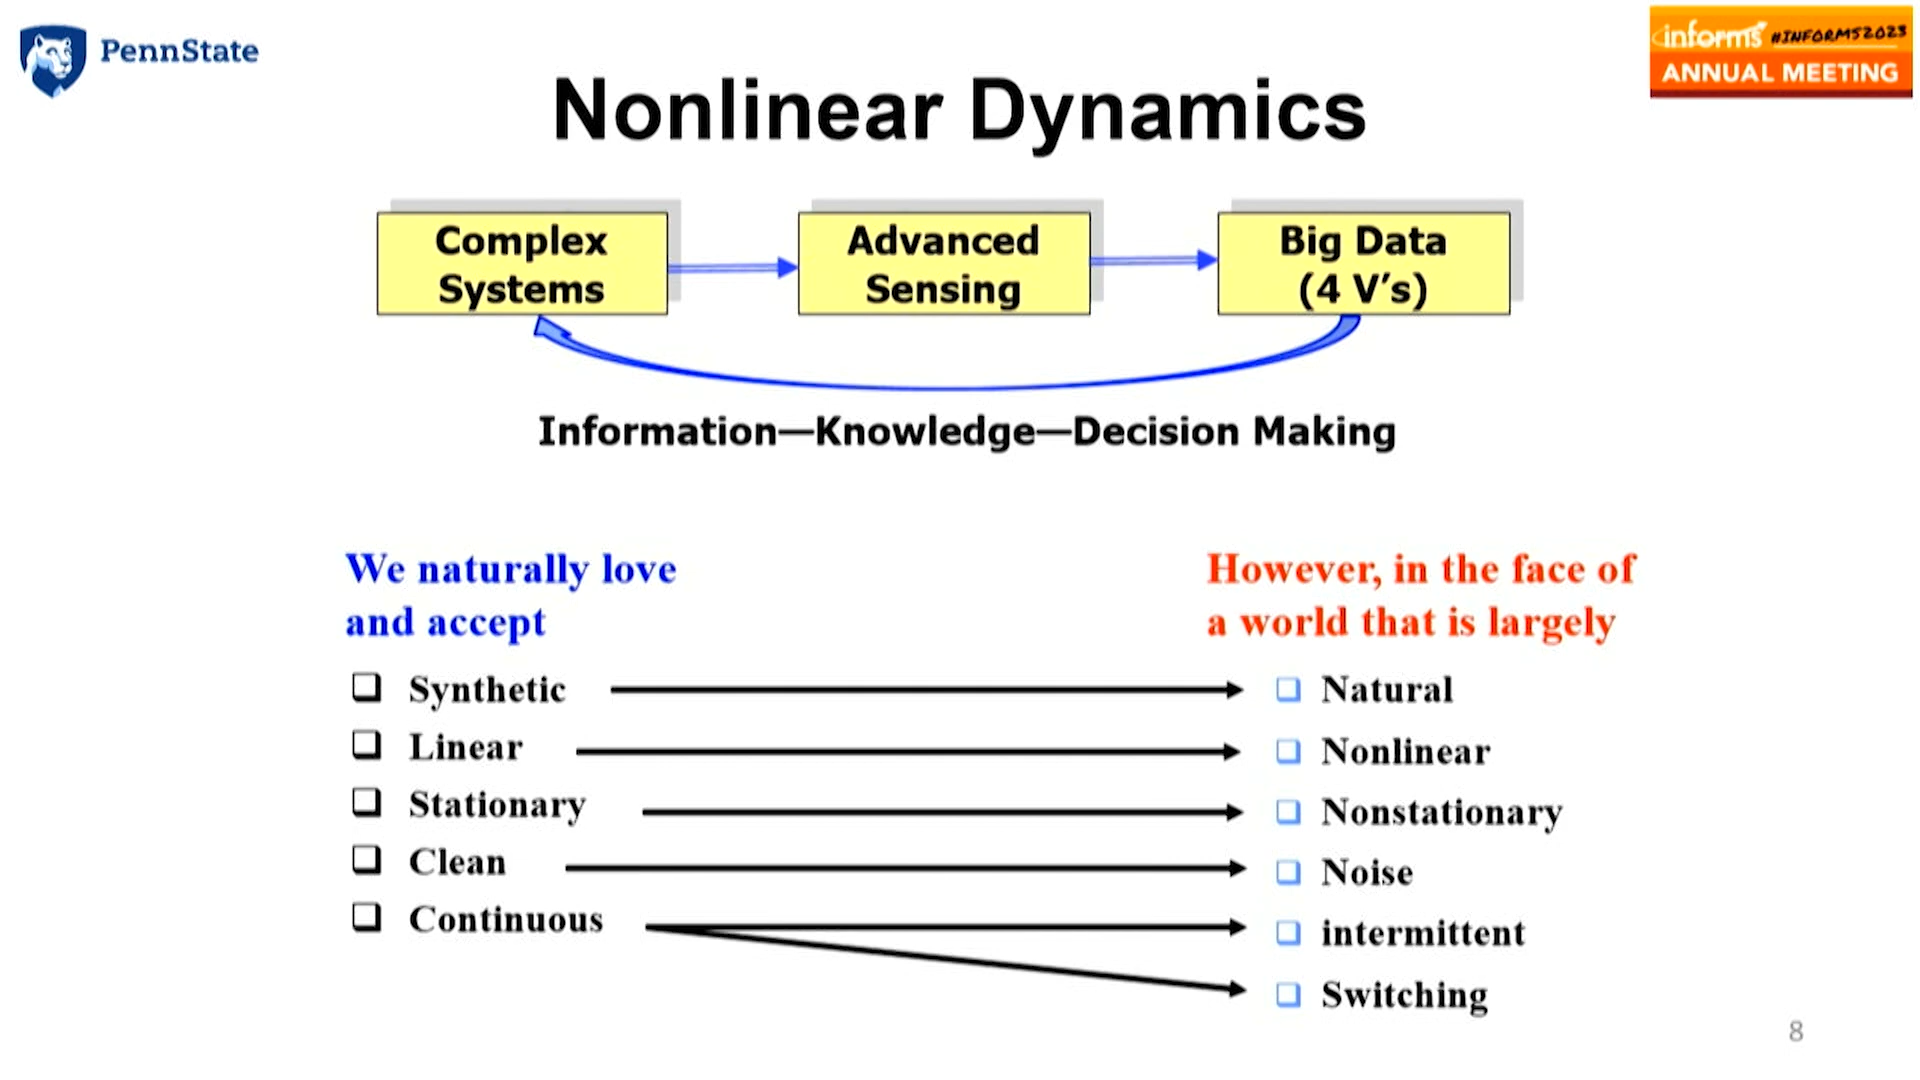 PennState
informs #INFORMS2023
ANNUAL MEETING
Nonlinear Dynamics
Complex
Systems
Advanced
Sensing
Big Data
(4 V's)
Information—Knowledge—Decision Making
We naturally love
and accept
Synthetic
Linear
Stationary
Clean
Continuous
However, in the face of
a world that is largely
Natural
Nonlinear
Nonstationary
Noise
intermittent
Switching
8